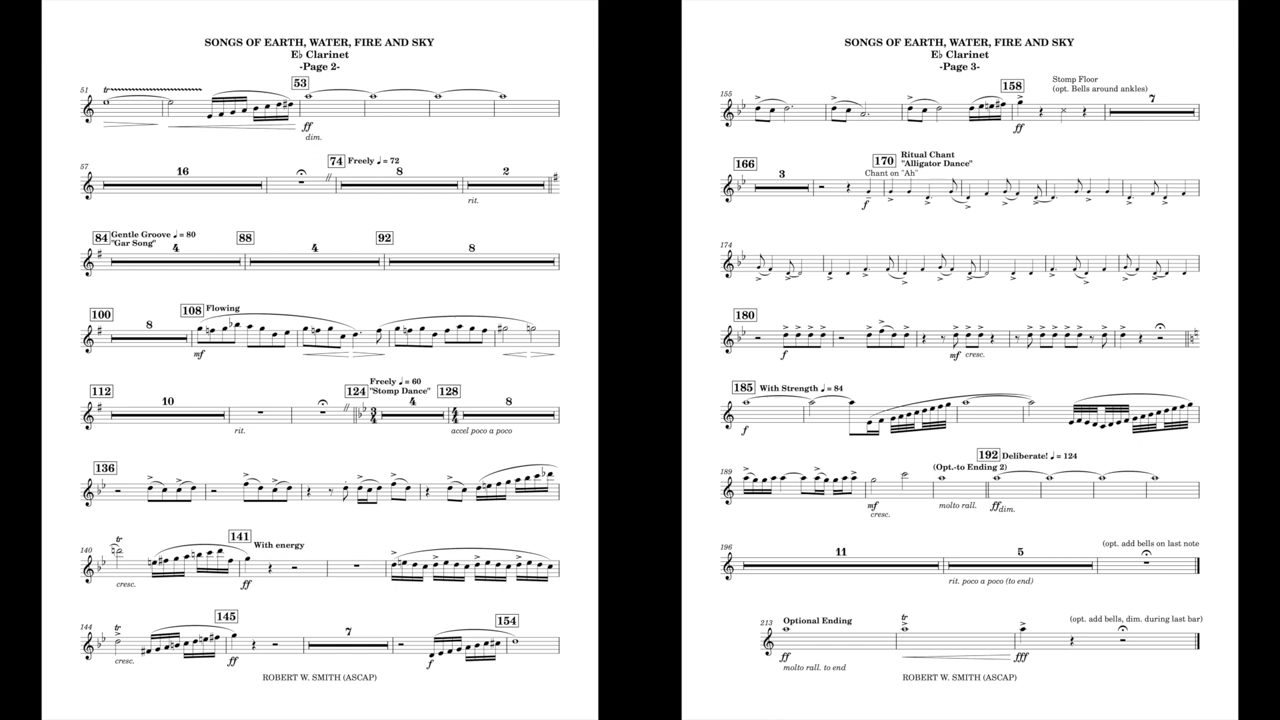 SONGS OF EARTH, WATER, FIRE AND SKY
E♭ Clarinet
-Page 2-
51 tr 53
ff
dim.
57 16 74 Freely ♩ = 72 8 2
rit.
84 Gentle Groove ♩ = 80 88 92
"Gar Song" 4 4 8
100 8 108 Flowing
mf
112 10 124 Freely ♩ = 60 128
"Stomp Dance" 4 8
3/4 4/4
rit. accel poco a poco
136
140 tr 141 With energy
cresc. ff
144 tr 145 7 154
cresc. ff f
ROBERT W. SMITH (ASCAP)
SONGS OF EARTH, WATER, FIRE AND SKY
E♭ Clarinet
-Page 3-
155 158 Stomp Floor
(opt. Bells around ankles)
7
ff
166 3 170 Ritual Chant
"Alligator Dance"
Chant on "Ah"
f
174
180
f mf cresc.
185 With Strength ♩ = 84
f
189 (Opt.-to Ending 2) 192 Deliberate! ♩ = 124
mf molto rall. ff dim.
cresc.
196 11 5 (opt. add bells on last note
rit. poco a poco (to end)
213 Optional Ending tr (opt. add bells, dim. during last bar)
ff fff
molto rall. to end
ROBERT W. SMITH (ASCAP)